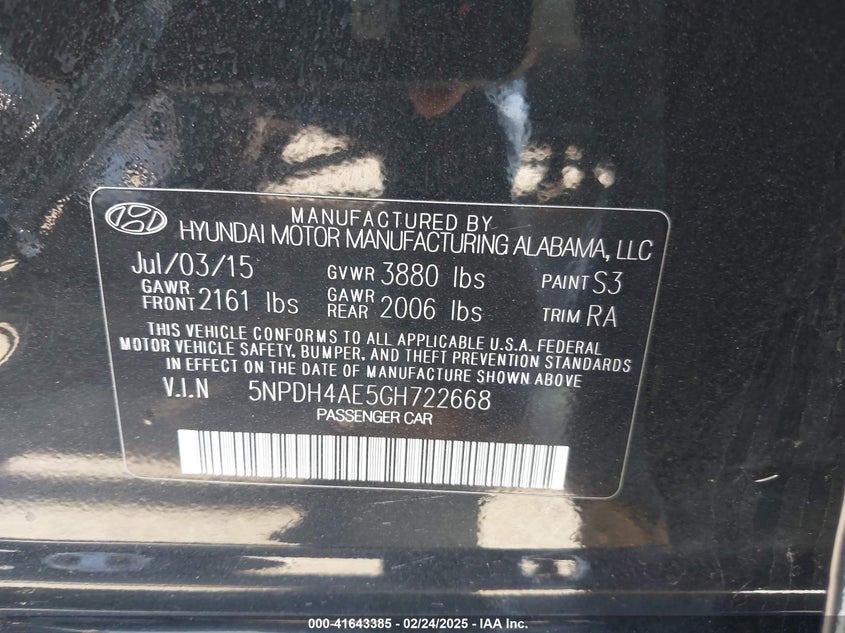 MANUFACTURED BY
HYUNDAI MOTOR MANUFACTURING ALABAMA, LLC
Jul/03/15 GVWR 3880 lbs PAINT S3
GAWR FRONT 2161 lbs GAWR REAR 2006 lbs TRIM RA
THIS VEHICLE CONFORMS TO ALL APPLICABLE U.S.A. FEDERAL
MOTOR VEHICLE SAFETY, BUMPER, AND THEFT PREVENTION STANDARDS
IN EFFECT ON THE DATE OF MANUFACTURE SHOWN ABOVE
V.I.N 5NPDH4AE5GH722668
PASSENGER CAR
000-41643385 - 02/24/2025 - IAA Inc.